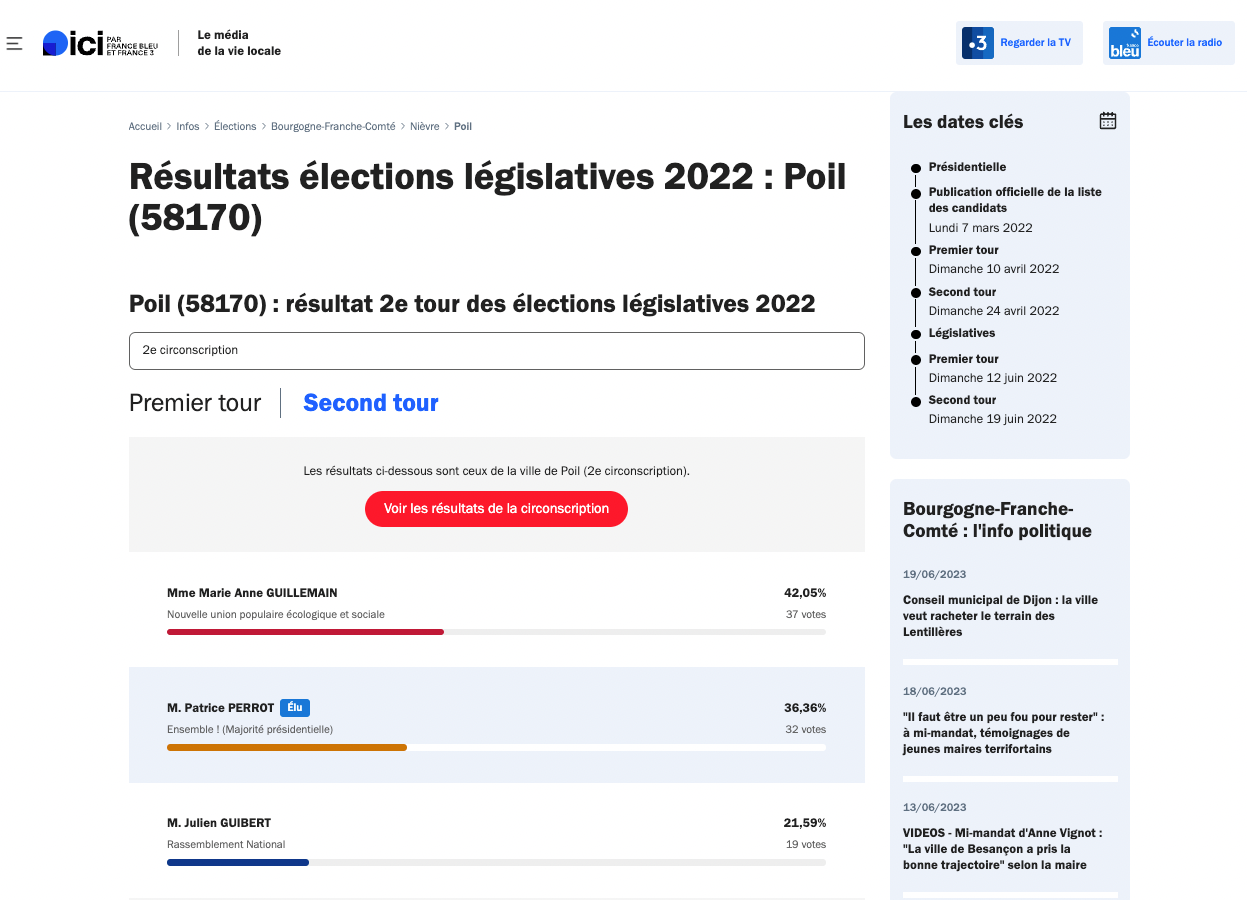 ici PAR
FRANCE BLEU
ET FRANCE 3
Le média
de la vie locale
.3 Regarder la TV
france
bleu Écouter la radio
Accueil > Infos > Élections > Bourgogne-Franche-Comté > Nièvre > Poil
Résultats élections législatives 2022 : Poil
(58170)
Poil (58170) : résultat 2e tour des élections législatives 2022
2e circonscription
Premier tour | Second tour
Les résultats ci-dessous sont ceux de la ville de Poil (2e circonscription).
Voir les résultats de la circonscription
Mme Marie Anne GUILLEMAIN 42,05%
Nouvelle union populaire écologique et sociale 37 votes
M. Patrice PERROT Élu 36,36%
Ensemble ! (Majorité présidentielle) 32 votes
M. Julien GUIBERT 21,59%
Rassemblement National 19 votes
Les dates clés
Présidentielle
Publication officielle de la liste
des candidats
Lundi 7 mars 2022
Premier tour
Dimanche 10 avril 2022
Second tour
Dimanche 24 avril 2022
Législatives
Premier tour
Dimanche 12 juin 2022
Second tour
Dimanche 19 juin 2022
Bourgogne-Franche-
Comté : l'info politique
19/06/2023
Conseil municipal de Dijon : la ville
veut racheter le terrain des
Lentillères
18/06/2023
"Il faut être un peu fou pour rester" :
à mi-mandat, témoignages de
jeunes maires terrifortains
13/06/2023
VIDEOS - Mi-mandat d'Anne Vignot :
"La ville de Besançon a pris la
bonne trajectoire" selon la maire